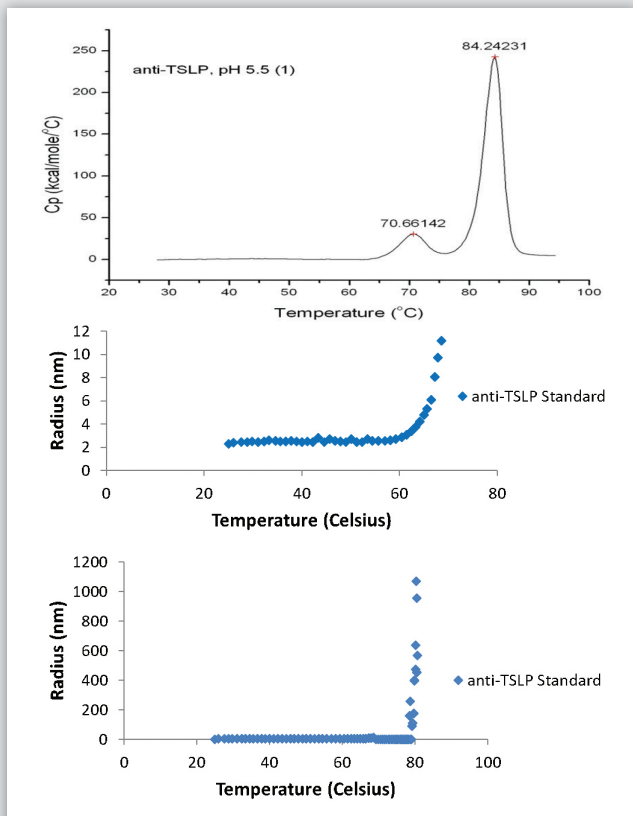 84.24231
anti-TSLP, pH 5.5 (1)
70.66142
250
200
150
100
50
0
Cp (kcal/mole/°C)
20 30 40 50 60 70 80 90 100
Temperature (°C)
12
10
8
6
4
2
0
Radius (nm)
anti-TSLP Standard
0 20 40 60 80
Temperature (Celsius)
1200
1000
800
600
400
200
0
Radius (nm)
anti-TSLP Standard
0 20 40 60 80 100
Temperature (Celsius)